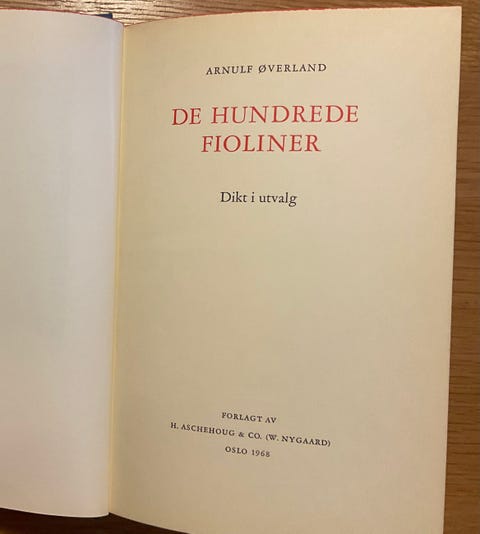 ARNULF ØVERLAND
DE HUNDREDE
FIOLINER
Dikt i utvalg
FORLAGT AV
H. ASCHEHOUG & CO. (W. NYGAARD)
OSLO 1968